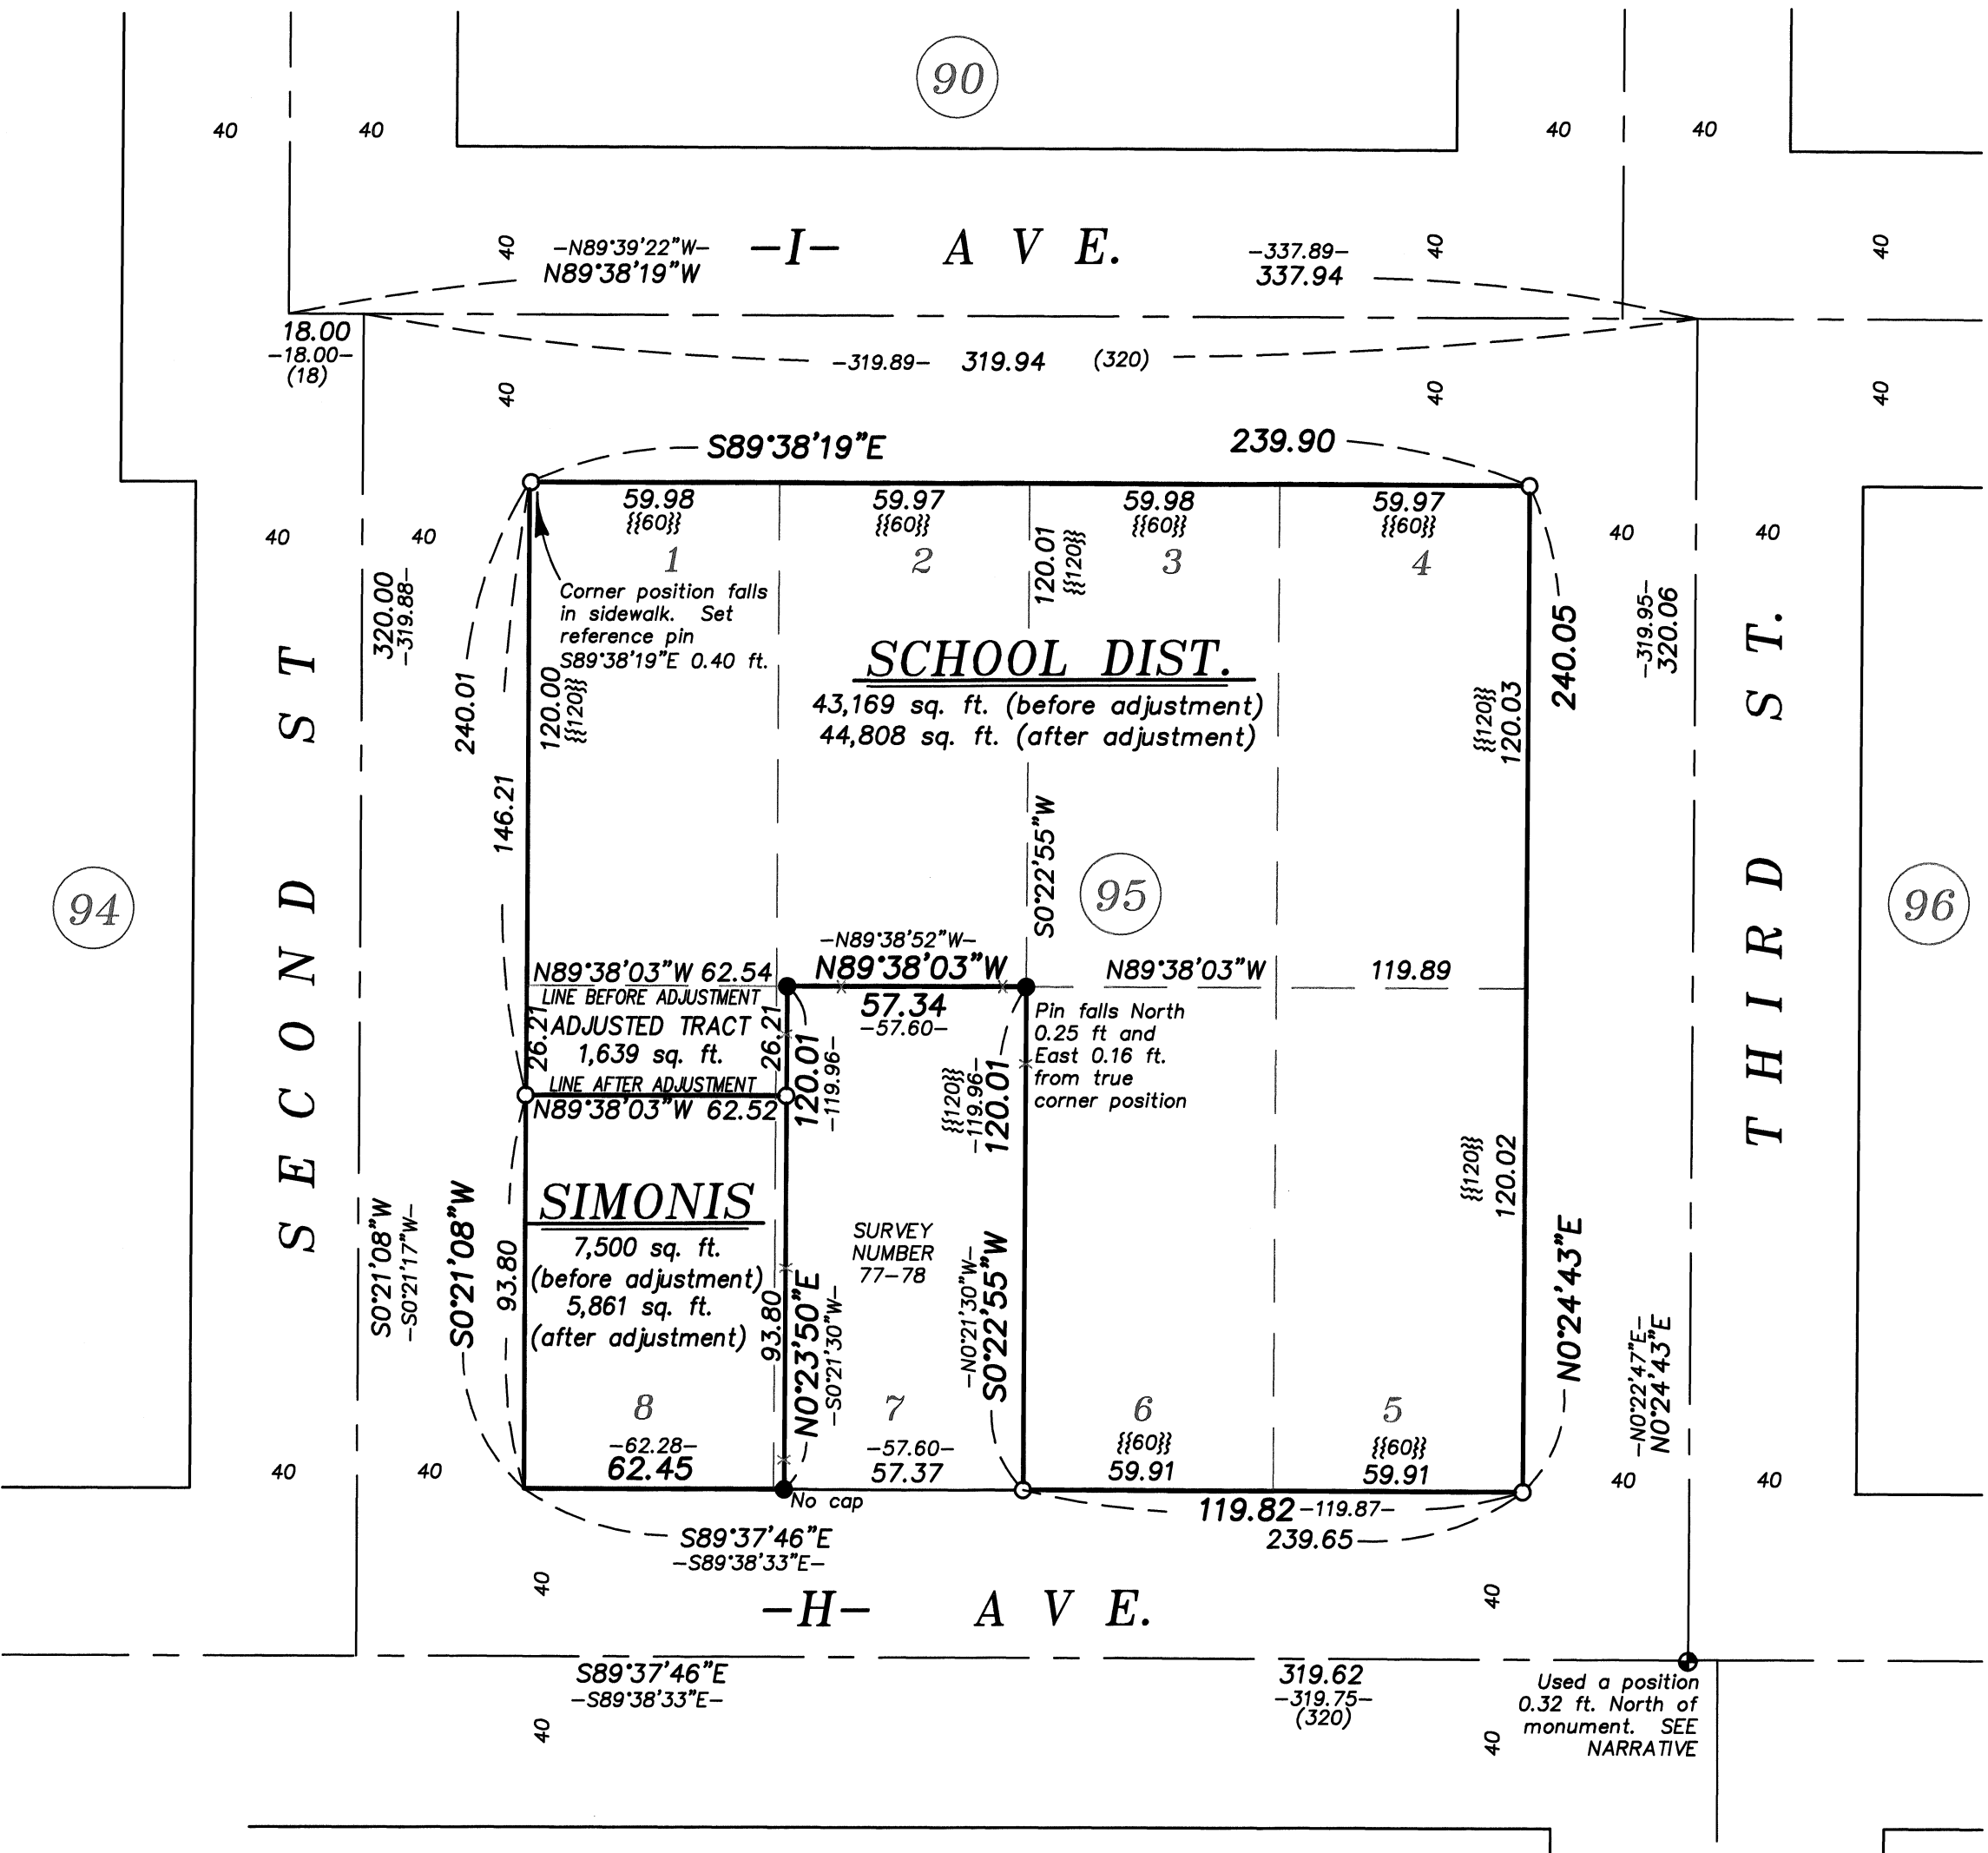 90
40
40
40
40
40
-N89°39'22"W-
N89°38'19"W
-I- AVE.
-337.89-
337.94
40
40
18.00
-18.00-
(18)
-319.89- 319.94 (320)
40
40
40
S89°38'19"E
239.90
59.98
{{60}}
1
59.97
{{60}}
2
59.98
{{60}}
3
59.97
{{60}}
4
40
40
40
40
120.01
{{120}}
Corner position falls
in sidewalk. Set
reference pin
S89°38'19"E 0.40 ft.
320.00
-319.88-
240.01
120.00
{{120}}
146.21
SCHOOL DIST.
43,169 sq. ft. (before adjustment)
44,808 sq. ft. (after adjustment)
{{120}}
120.03
240.05
-319.95-
320.06
SECOND ST
THIRD ST.
94
95
96
S0°22'55"W
-N89°38'52"W-
N89°38'03"W 62.54
N89°38'03"W
N89°38'03"W
119.89
LINE BEFORE ADJUSTMENT
57.34
-57.60-
26.21
ADJUSTED TRACT
1,639 sq. ft.
26.21
120.01
-119.96-
LINE AFTER ADJUSTMENT
N89°38'03"W 62.52
{{120}}
-119.96-
120.01
Pin falls North
0.25 ft and
East 0.16 ft.
from true
corner position
{{120}}
120.02
SIMONIS
7,500 sq. ft.
(before adjustment)
5,861 sq. ft.
(after adjustment)
S0°21'08"W
-S0°21'17"W-
S0°21'08"W
93.80
93.80
N0°23'50"E
-S0°21'30"W-
SURVEY
NUMBER
77-78
-N0°21'30"W-
S0°22'55"W
N0°24'43"E
-N0°22'47"E-
N0°24'43"E
8
-62.28-
62.45
7
-57.60-
57.37
6
{{60}}
59.91
5
{{60}}
59.91
40
40
40
40
No cap
119.82 -119.87-
239.65
S89°37'46"E
-S89°38'33"E-
40
40
-H- AVE.
S89°37'46"E
-S89°38'33"E-
319.62
-319.75-
(320)
40
40
Used a position
0.32 ft. North of
monument. SEE
NARRATIVE